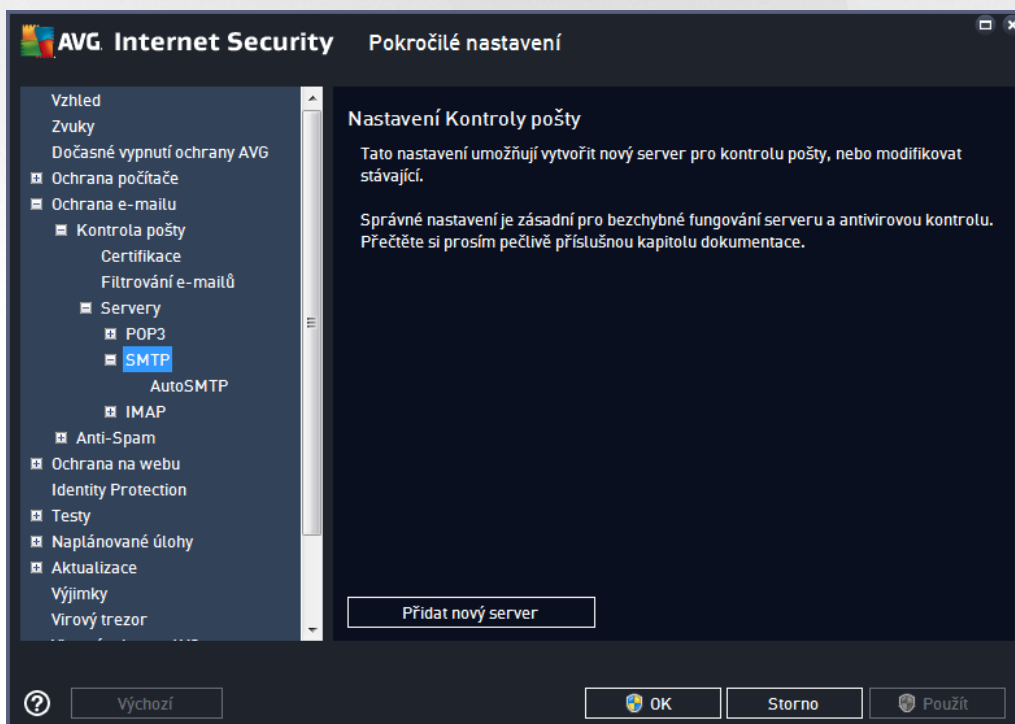 AVG. Internet Security Pokročilé nastavení
Vzhled
Zvuky
Dočasné vypnutí ochrany AVG
Ochrana počítače
Ochrana e-mailu
Kontrola pošty
Certifikace
Filtrování e-mailů
Servery
POP3
SMTP
AutoSMTP
IMAP
Anti-Spam
Ochrana na webu
Identity Protection
Testy
Naplánované úlohy
Aktualizace
Výjimky
Virový trezor
Nastavení Kontroly pošty
Tato nastavení umožňují vytvořit nový server pro kontrolu pošty, nebo modifikovat
stávající.
Správné nastavení je zásadní pro bezchybné fungování serveru a antivirovou kontrolu.
Přečtěte si prosím pečlivě příslušnou kapitolu dokumentace.
Přidat nový server
? Výchozí OK Storno Použít